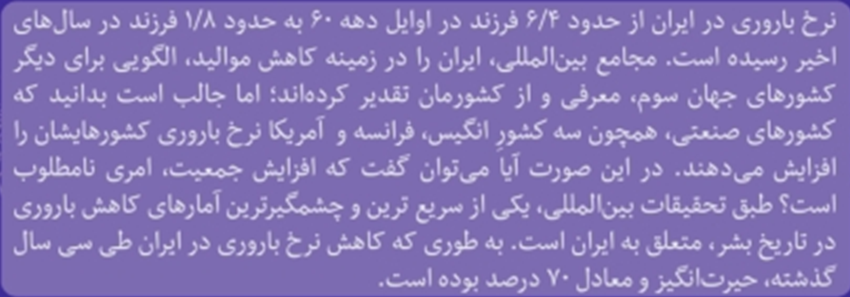 نرخ باروری در ایران از حدود ۶/۴ فرزند در اوایل دهه ۶۰ به حدود ۱/۸ فرزند در سال‌های
اخیر رسیده است. مجامع بین‌المللی، ایران را در زمینه کاهش موالید، الگویی برای دیگر
کشورهای جهان سوم، معرفی و از کشورمان تقدیر کرده‌اند؛ اما جالب است بدانید که
کشورهای صنعتی، همچون سه کشورِ انگیس، فرانسه و آمریکا نرخ باروری کشورهایشان را
افزایش می‌دهند. در این صورت آیا می‌توان گفت که افزایش جمعیت، امری نامطلوب
است؟ طبق تحقیقات بین‌المللی، یکی از سریع ترین و چشمگیرترین آمارهای کاهش باروری
در تاریخ بشر، متعلق به ایران است. به طوری که کاهش نرخ باروری در ایران طی سی سال
گذشته، حیرت‌انگیز و معادل ۷۰ درصد بوده است.